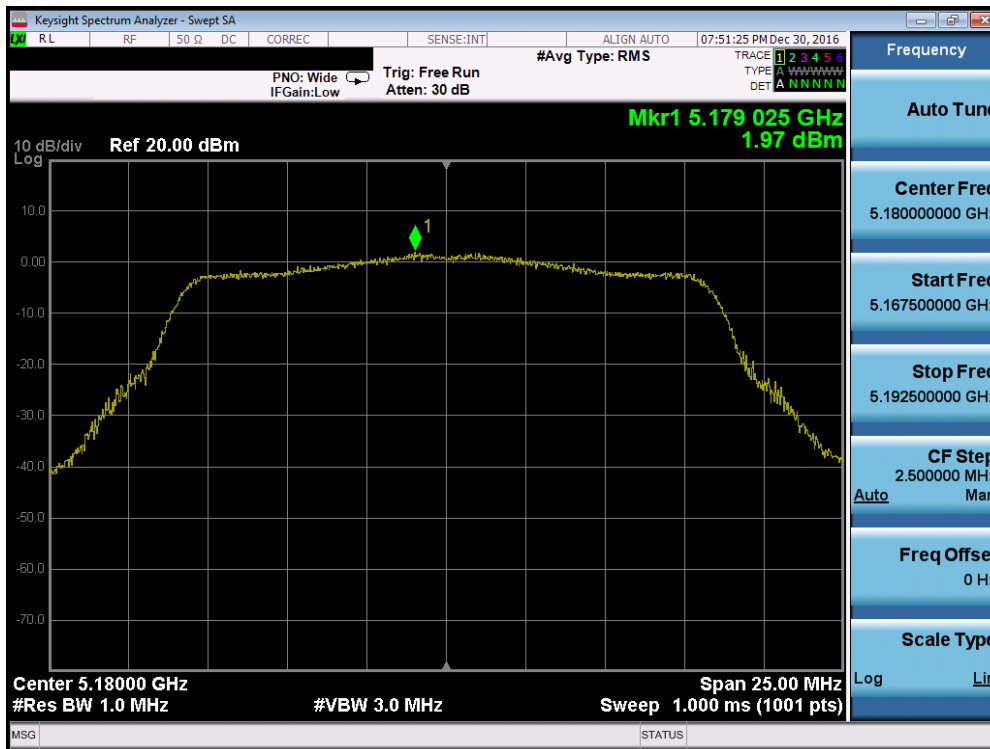 Keysight Spectrum Analyzer - Swept SA
LXI RL RF 50 Ω DC CORREC SENSE:INT ALIGN AUTO 07:51:25 PM Dec 30, 2016
#Avg Type: RMS
TRACE 1 2 3 4 5 6
TYPE A WWWWW
DET A N N N N N
PNO: Wide Trig: Free Run
IFGain:Low Atten: 30 dB
Mkr1 5.179 025 GHz
1.97 dBm
10 dB/div Ref 20.00 dBm
Log
1
10.0
0.00
-10.0
-20.0
-30.0
-40.0
-50.0
-60.0
-70.0
Center 5.18000 GHz Span 25.00 MHz
#Res BW 1.0 MHz #VBW 3.0 MHz Sweep 1.000 ms (1001 pts)
MSG STATUS
Frequency
Auto Tun
Center Fre
5.180000000 GH
Start Fre
5.167500000 GH
Stop Fre
5.192500000 GH
CF Ste
2.500000 MH
Auto Ma
Freq Offse
0 H
Scale Typ
Log Li